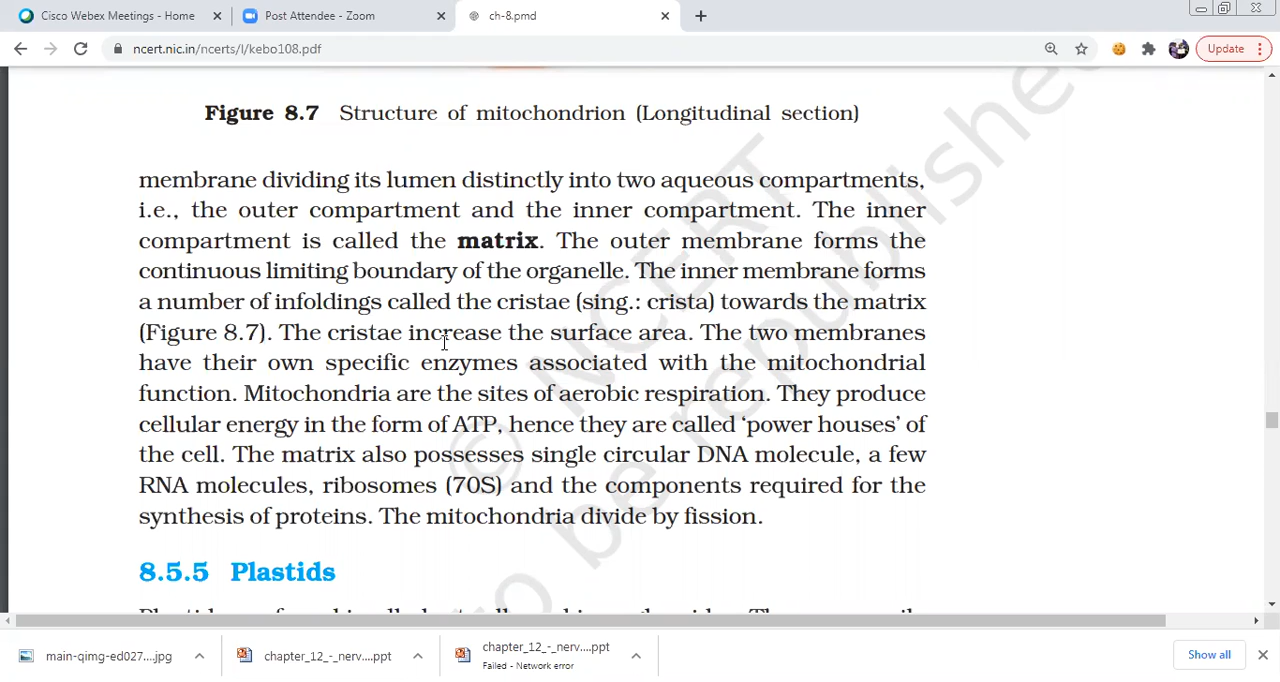 Cisco Webex Meetings - Home
Post Attendee - Zoom
ch-8.pmd
ncert.nic.in/ncerts/l/kebo108.pdf
Update
Figure 8.7 Structure of mitochondrion (Longitudinal section)
membrane dividing its lumen distinctly into two aqueous compartments,
i.e., the outer compartment and the inner compartment. The inner
compartment is called the matrix. The outer membrane forms the
continuous limiting boundary of the organelle. The inner membrane forms
a number of infoldings called the cristae (sing.: crista) towards the matrix
(Figure 8.7). The cristae increase the surface area. The two membranes
have their own specific enzymes associated with the mitochondrial
function. Mitochondria are the sites of aerobic respiration. They produce
cellular energy in the form of ATP, hence they are called ‘power houses’ of
the cell. The matrix also possesses single circular DNA molecule, a few
RNA molecules, ribosomes (70S) and the components required for the
synthesis of proteins. The mitochondria divide by fission.
8.5.5 Plastids
© NCERT
to be republished
main-qimg-ed027....jpg
chapter_12_-_nerv....ppt
chapter_12_-_nerv....ppt
Failed - Network error
Show all